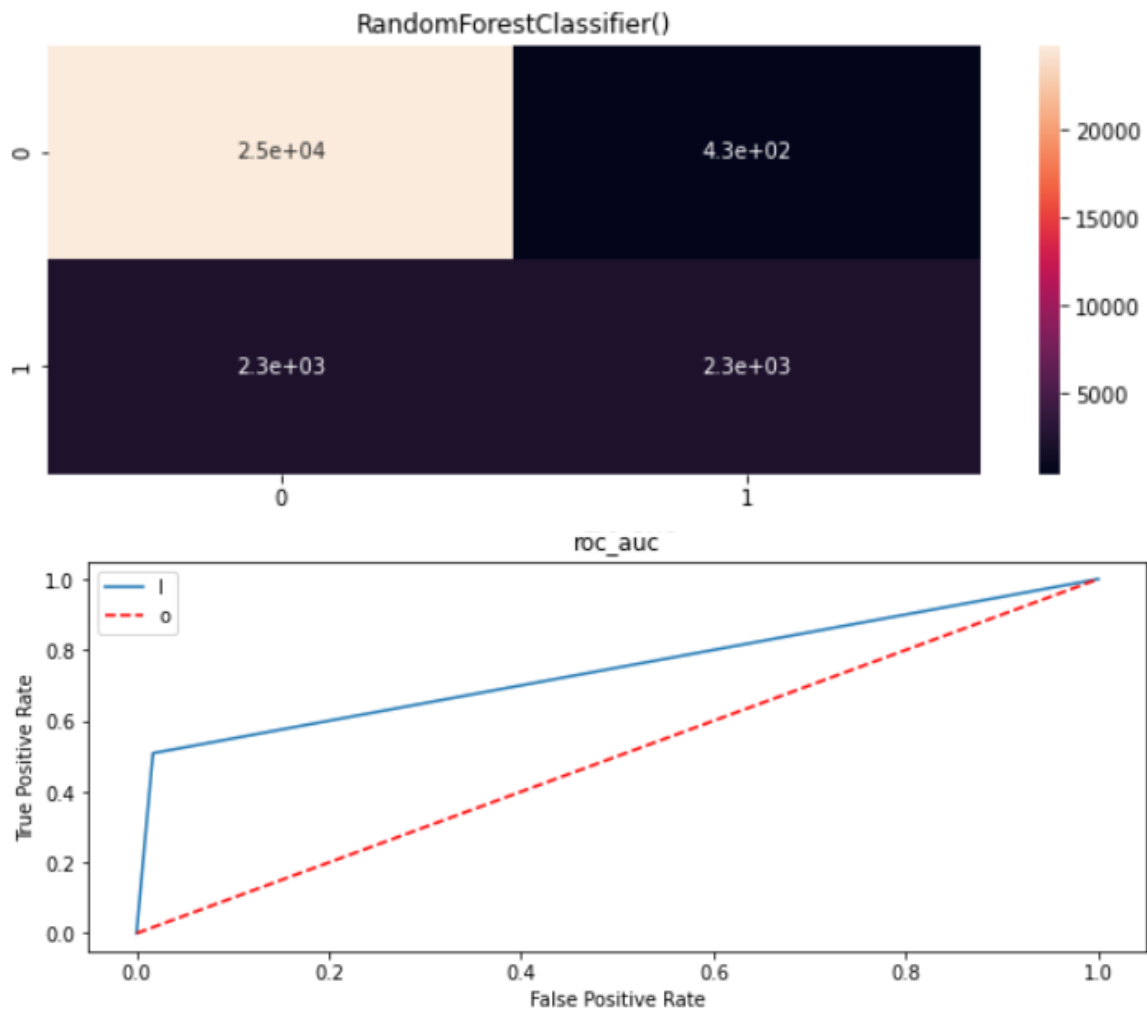 RandomForestClassifier()
0
2.5e+04
4.3e+02
20000
15000
10000
5000
1
2.3e+03
2.3e+03
0
1
roc_auc
l
o
1.0
0.8
0.6
0.4
0.2
0.0
True Positive Rate
0.0
0.2
0.4
0.6
0.8
1.0
False Positive Rate